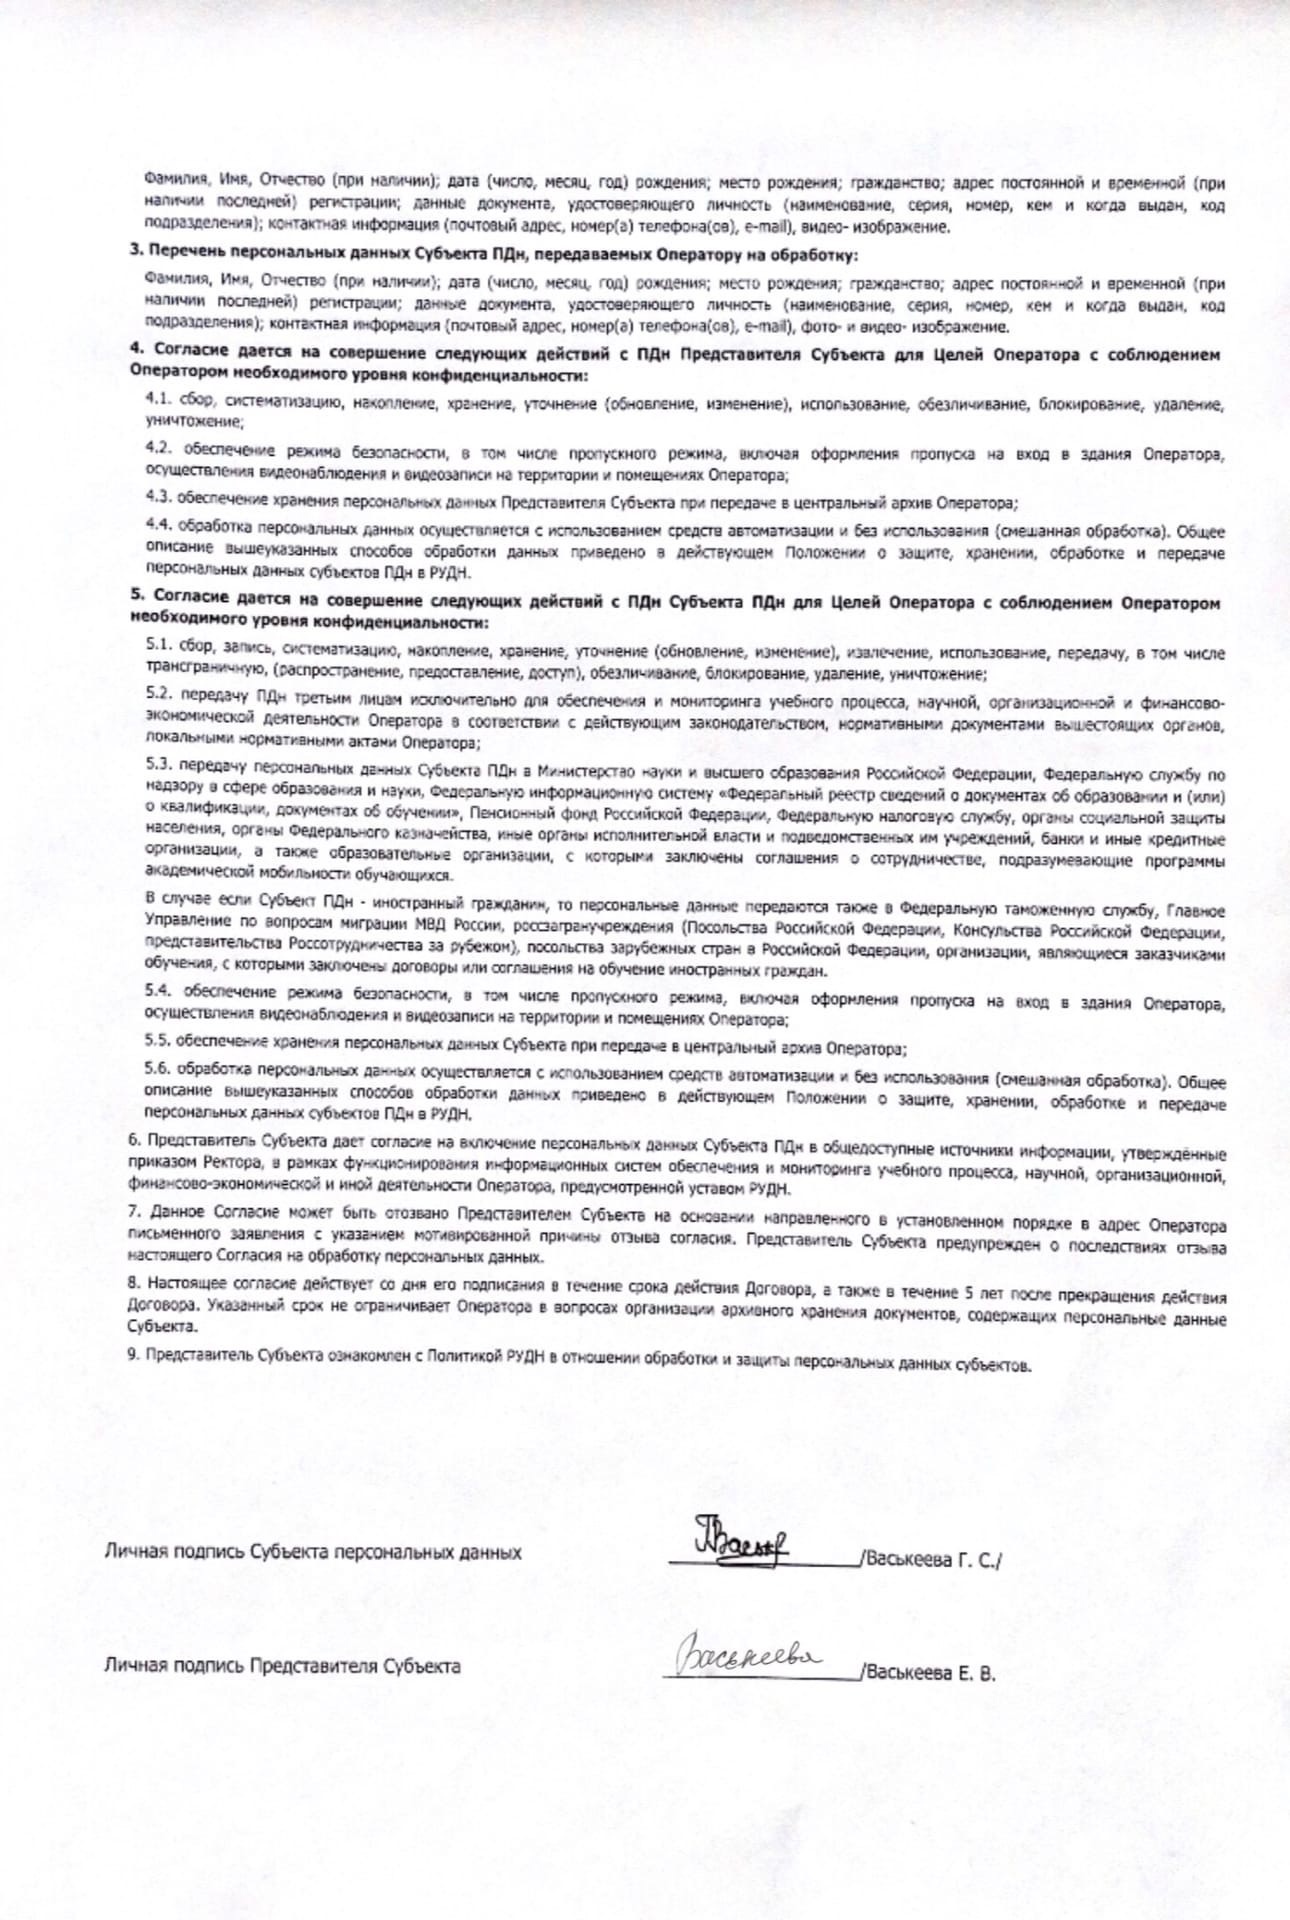 Фамилия, Имя, Отчество (при наличии); дата (число, месяц, год) рождения; место рождения; гражданство; адрес постоянной и временной (при
наличии последней) регистрации; данные документа, удостоверяющего личность (наименование, серия, номер, кем и когда выдан, код
подразделения); контактная информация (почтовый адрес, номер(а) телефона(ов), e-mail), видео- изображение.
3. Перечень персональных данных Субъекта ПДн, передаваемых Оператору на обработку:
Фамилия, Имя, Отчество (при наличии); дата (число, месяц, год) рождения; место рождения; гражданство; адрес постоянной и временной (при
наличии последней) регистрации; данные документа, удостоверяющего личность (наименование, серия, номер, кем и когда выдан, код
подразделения); контактная информация (почтовый адрес, номер(а) телефона(ов), e-mail), фото- и видео- изображение.
4. Согласие дается на совершение следующих действий с ПДн Представителя Субъекта для Целей Оператора с соблюдением
Оператором необходимого уровня конфиденциальности:
4.1. сбор, систематизацию, накопление, хранение, уточнение (обновление, изменение), использование, обезличивание, блокирование, удаление,
уничтожение;
4.2. обеспечение режима безопасности, в том числе пропускного режима, включая оформления пропуска на вход в здания Оператора,
осуществления видеонаблюдения и видеозаписи на территории и помещениях Оператора;
4.3. обеспечение хранения персональных данных Представителя Субъекта при передаче в центральный архив Оператора;
4.4. обработка персональных данных осуществляется с использованием средств автоматизации и без использования (смешанная обработка). Общее
описание вышеуказанных способов обработки данных приведено в действующем Положении о защите, хранении, обработке и передаче
персональных данных субъектов ПДн в РУДН.
5. Согласие дается на совершение следующих действий с ПДн Субъекта ПДн для Целей Оператора с соблюдением Оператором
необходимого уровня конфиденциальности:
5.1. сбор, запись, систематизацию, накопление, хранение, уточнение (обновление, изменение), извлечение, использование, передачу, в том числе
трансграничную, (распространение, предоставление, доступ), обезличивание, блокирование, удаление, уничтожение;
5.2. передачу ПДн третьим лицам исключительно для обеспечения и мониторинга учебного процесса, научной, организационной и финансово-
экономической деятельности Оператора в соответствии с действующим законодательством, нормативными документами вышестоящих органов,
локальными нормативными актами Оператора;
5.3. передачу персональных данных Субъекта ПДн в Министерство науки и высшего образования Российской Федерации, Федеральную службу по
надзору в сфере образования и науки, Федеральную информационную систему «Федеральный реестр сведений о документах об образовании и (или)
о квалификации, документах об обучении», Пенсионный фонд Российской Федерации, Федеральную налоговую службу, органы социальной защиты
населения, органы Федерального казначейства, иные органы исполнительной власти и подведомственных им учреждений, банки и иные кредитные
организации, а также образовательные организации, с которыми заключены соглашения о сотрудничестве, подразумевающие программы
академической мобильности обучающихся.
В случае если Субъект ПДн - иностранный гражданин, то персональные данные передаются также в Федеральную таможенную службу, Главное
Управление по вопросам миграции МВД России, россзагранучреждения (Посольства Российской Федерации, Консульства Российской Федерации,
представительства Россотрудничества за рубежом), посольства зарубежных стран в Российской Федерации, организации, являющиеся заказчиками
обучения, с которыми заключены договоры или соглашения на обучение иностранных граждан.
5.4. обеспечение режима безопасности, в том числе пропускного режима, включая оформления пропуска на вход в здания Оператора,
осуществления видеонаблюдения и видеозаписи на территории и помещениях Оператора;
5.5. обеспечение хранения персональных данных Субъекта при передаче в центральный архив Оператора;
5.6. обработка персональных данных осуществляется с использованием средств автоматизации и без использования (смешанная обработка). Общее
описание вышеуказанных способов обработки данных приведено в действующем Положении о защите, хранении, обработке и передаче
персональных данных субъектов ПДн в РУДН.
6. Представитель Субъекта дает согласие на включение персональных данных Субъекта ПДн в общедоступные источники информации, утверждённые
приказом Ректора, в рамках функционирования информационных систем обеспечения и мониторинга учебного процесса, научной, организационной,
финансово-экономической и иной деятельности Оператора, предусмотренной уставом РУДН.
7. Данное Согласие может быть отозвано Представителем Субъекта на основании направленного в установленном порядке в адрес Оператора
письменного заявления с указанием мотивированной причины отзыва согласия. Представитель Субъекта предупрежден о последствиях отзыва
настоящего Согласия на обработку персональных данных.
8. Настоящее согласие действует со дня его подписания в течение срока действия Договора, а также в течение 5 лет после прекращения действия
Договора. Указанный срок не ограничивает Оператора в вопросах организации архивного хранения документов, содержащих персональные данные
Субъекта.
9. Представитель Субъекта ознакомлен с Политикой РУДН в отношении обработки и защиты персональных данных субъектов.
Личная подпись Субъекта персональных данных /Васькеева Г. С./
Личная подпись Представителя Субъекта Васькеева /Васькеева Е. В.